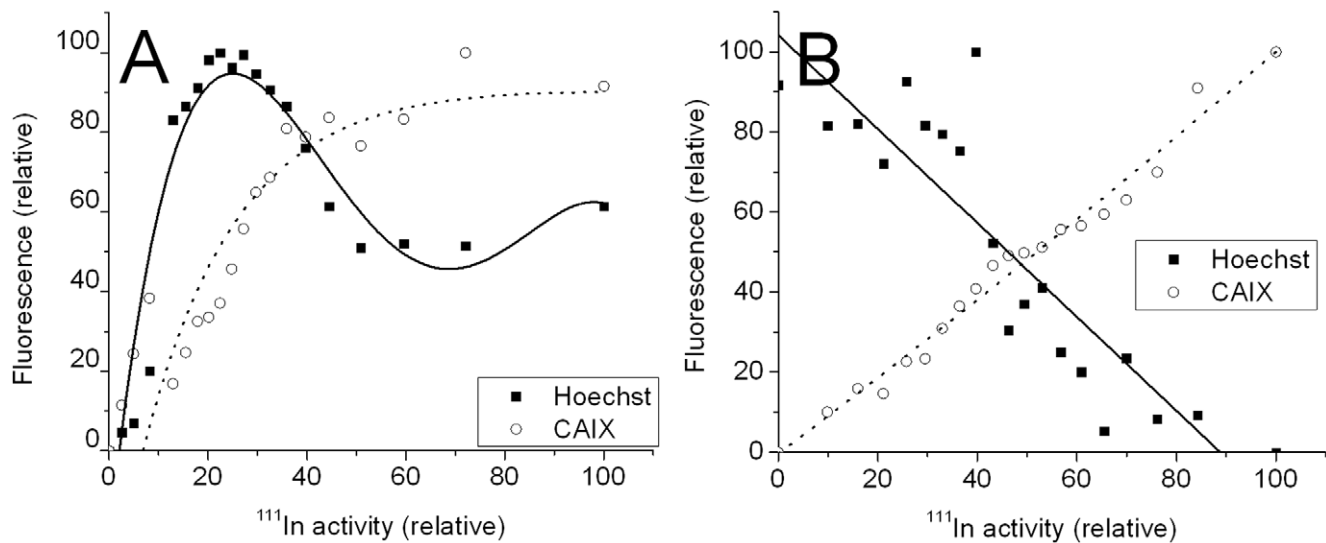 A
Fluorescence (relative)
100
80
60
40
20
0
Hoechst
CAIX
0 20 40 60 80 100
¹¹¹In activity (relative)
B
Fluorescence (relative)
100
80
60
40
20
0
Hoechst
CAIX
0 20 40 60 80 100
¹¹¹In activity (relative)